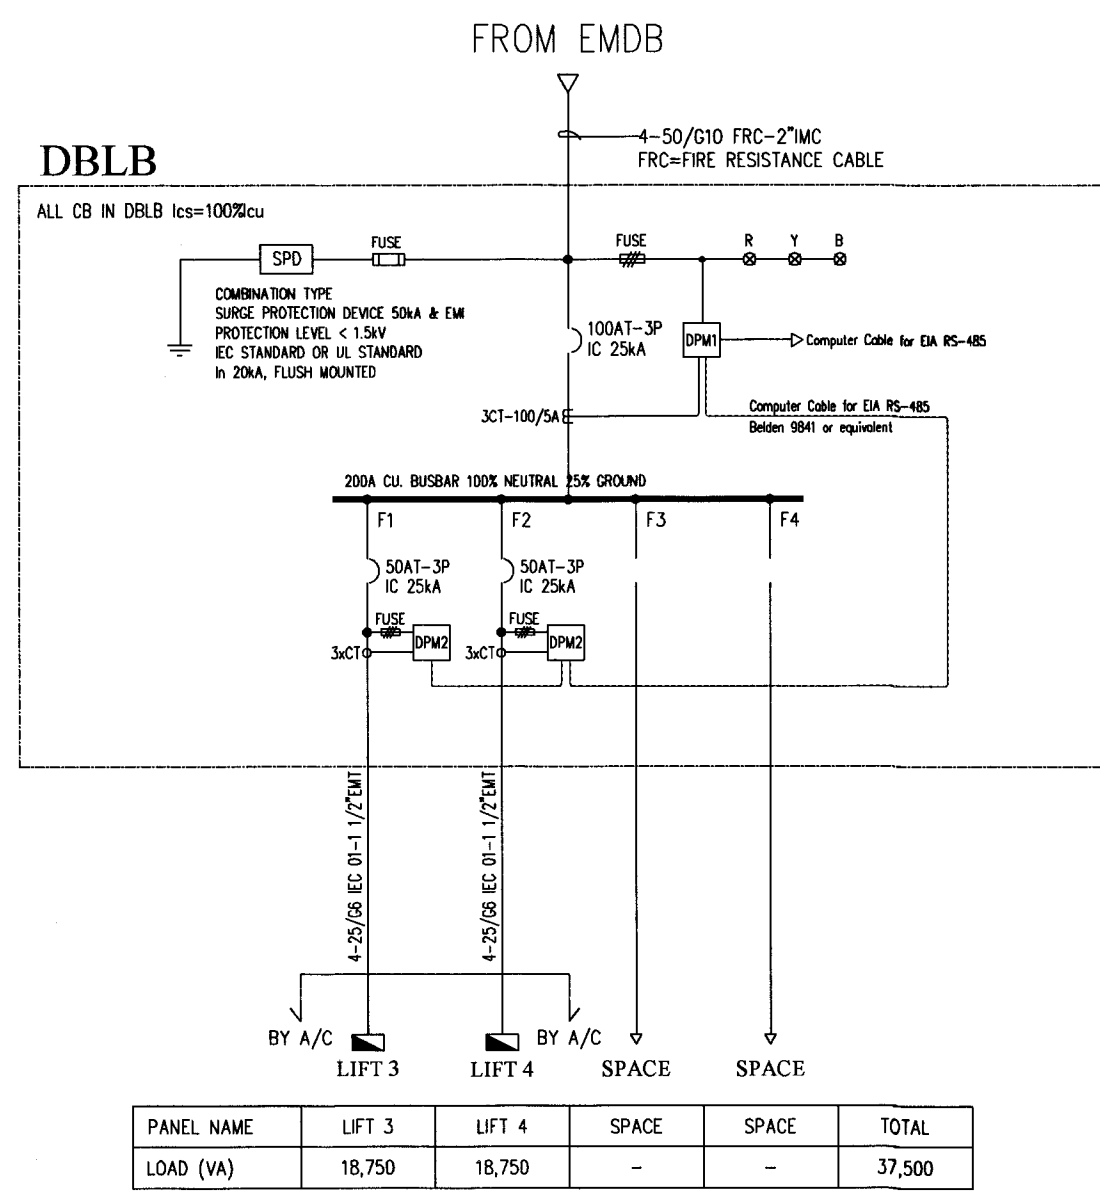 FROM EMDB
4-50/G10 FRC-2"IMC
FRC=FIRE RESISTANCE CABLE
DBLB
ALL CB IN DBLB Ics=100%Icu
FUSE
SPD
FUSE
R Y B
COMBINATION TYPE
SURGE PROTECTION DEVICE 50kA & EMI
PROTECTION LEVEL < 1.5kV
IEC STANDARD OR UL STANDARD
In 20kA, FLUSH MOUNTED
100AT-3P
IC 25kA
DPM1
Computer Cable for EIA RS-485
3CT-100/5A
Computer Cable for EIA RS-485
Belden 9841 or equivalent
200A CU. BUSBAR 100% NEUTRAL 25% GROUND
F1 F2 F3 F4
50AT-3P
IC 25kA
50AT-3P
IC 25kA
FUSE
DPM2
3xCT
FUSE
DPM2
3xCT
4-25/G6 IEC 01-1 1/2"EMT
4-25/G6 IEC 01-1 1/2"EMT
BY A/C
BY A/C
LIFT 3 LIFT 4 SPACE SPACE
PANEL NAME LIFT 3 LIFT 4 SPACE SPACE TOTAL
LOAD (VA) 18,750 18,750 - - 37,500